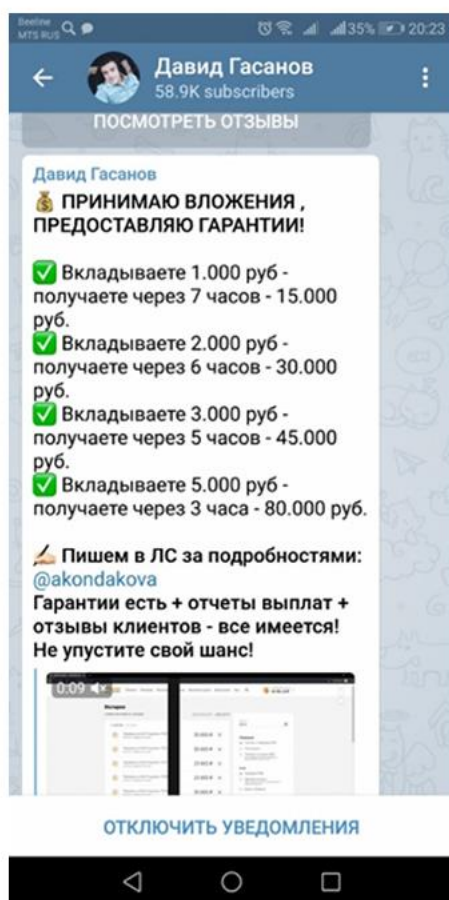 Beeline
MTS RUS
35%
20:23
Давид Гасанов
58.9K subscribers
ПОСМОТРЕТЬ ОТЗЫВЫ
Давид Гасанов
💰 ПРИНИМАЮ ВЛОЖЕНИЯ ,
ПРЕДОСТАВЛЯЮ ГАРАНТИИ!
✅ Вкладываете 1.000 руб -
получаете через 7 часов - 15.000
руб.
✅ Вкладываете 2.000 руб -
получаете через 6 часов - 30.000
руб.
✅ Вкладываете 3.000 руб -
получаете через 5 часов - 45.000
руб.
✅ Вкладываете 5.000 руб -
получаете через 3 часа - 80.000 руб.
✍🏻 Пишем в ЛС за подробностями:
@akondakova
Гарантии есть + отчеты выплат +
отзывы клиентов - все имеется!
Не упустите свой шанс!
0:09
История
ОТКЛЮЧИТЬ УВЕДОМЛЕНИЯ